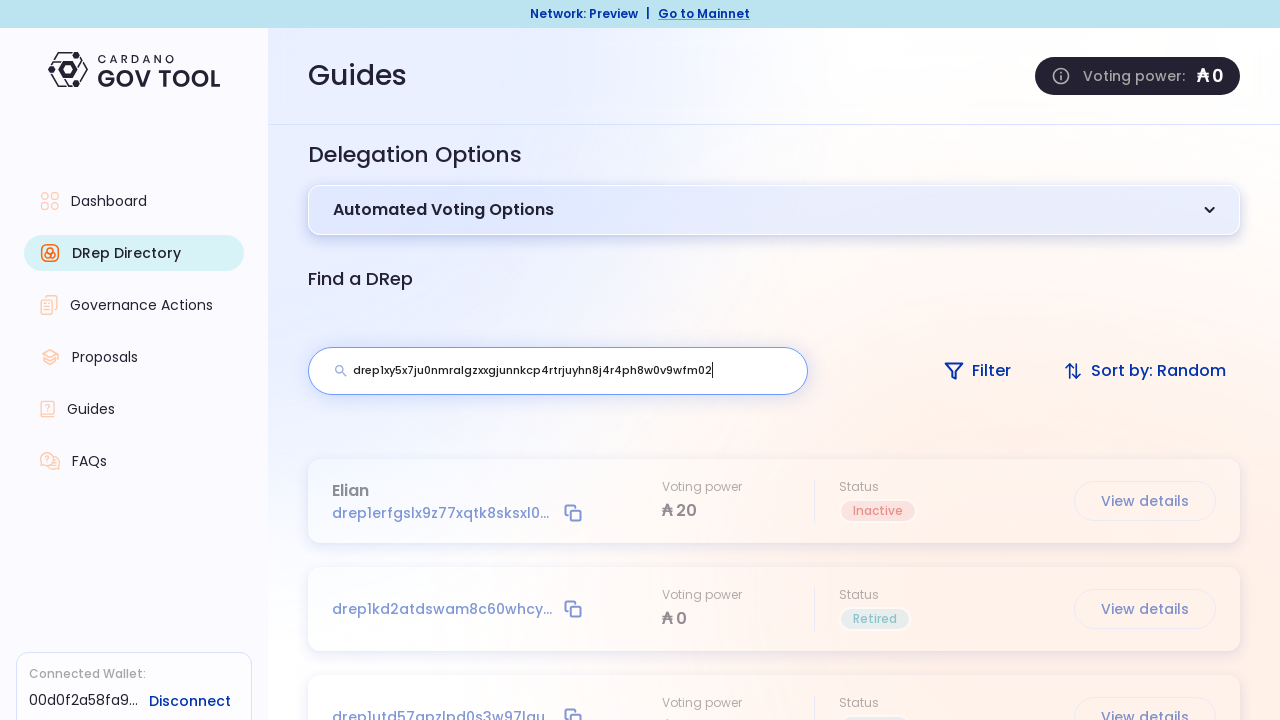 Network: Preview | Go to Mainnet
CARDANO
GOV TOOL
Guides
Voting power: ₳ 0
Dashboard
DRep Directory
Governance Actions
Proposals
Guides
FAQs
Connected Wallet:
00d0f2a58fa9... Disconnect
Delegation Options
Automated Voting Options
Find a DRep
drep1xy5x7ju0nmralgzxxgjunnkcp4rtrjuyhn8j4r4ph8w0v9wfm02
Filter
Sort by: Random
Elian
drep1erfgslx9z77xqtk8sksxl0...
Voting power
₳ 20
Status
Inactive
View details
drep1kd2atdswam8c60whcy...
Voting power
₳ 0
Status
Retired
View details
Voting power
Status
View details